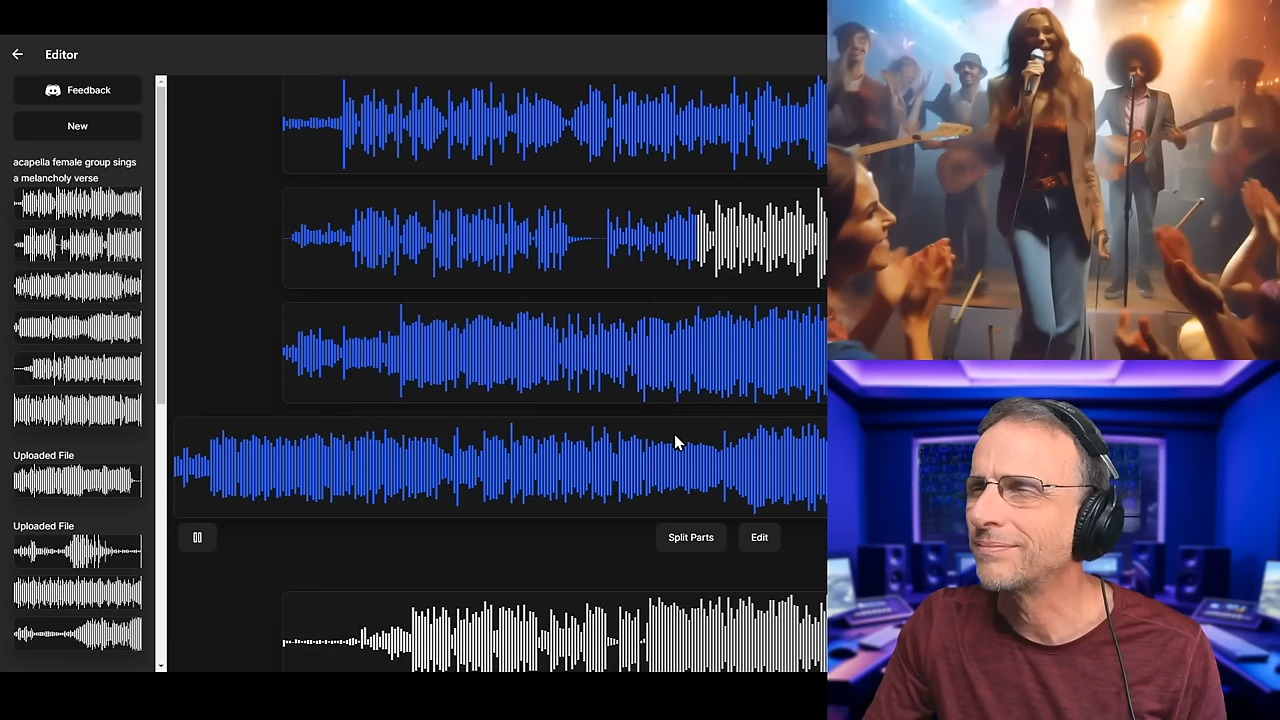 Editor
Feedback
New
acapella female group sings
a melancholy verse
Uploaded File
Uploaded File
Split Parts
Edit